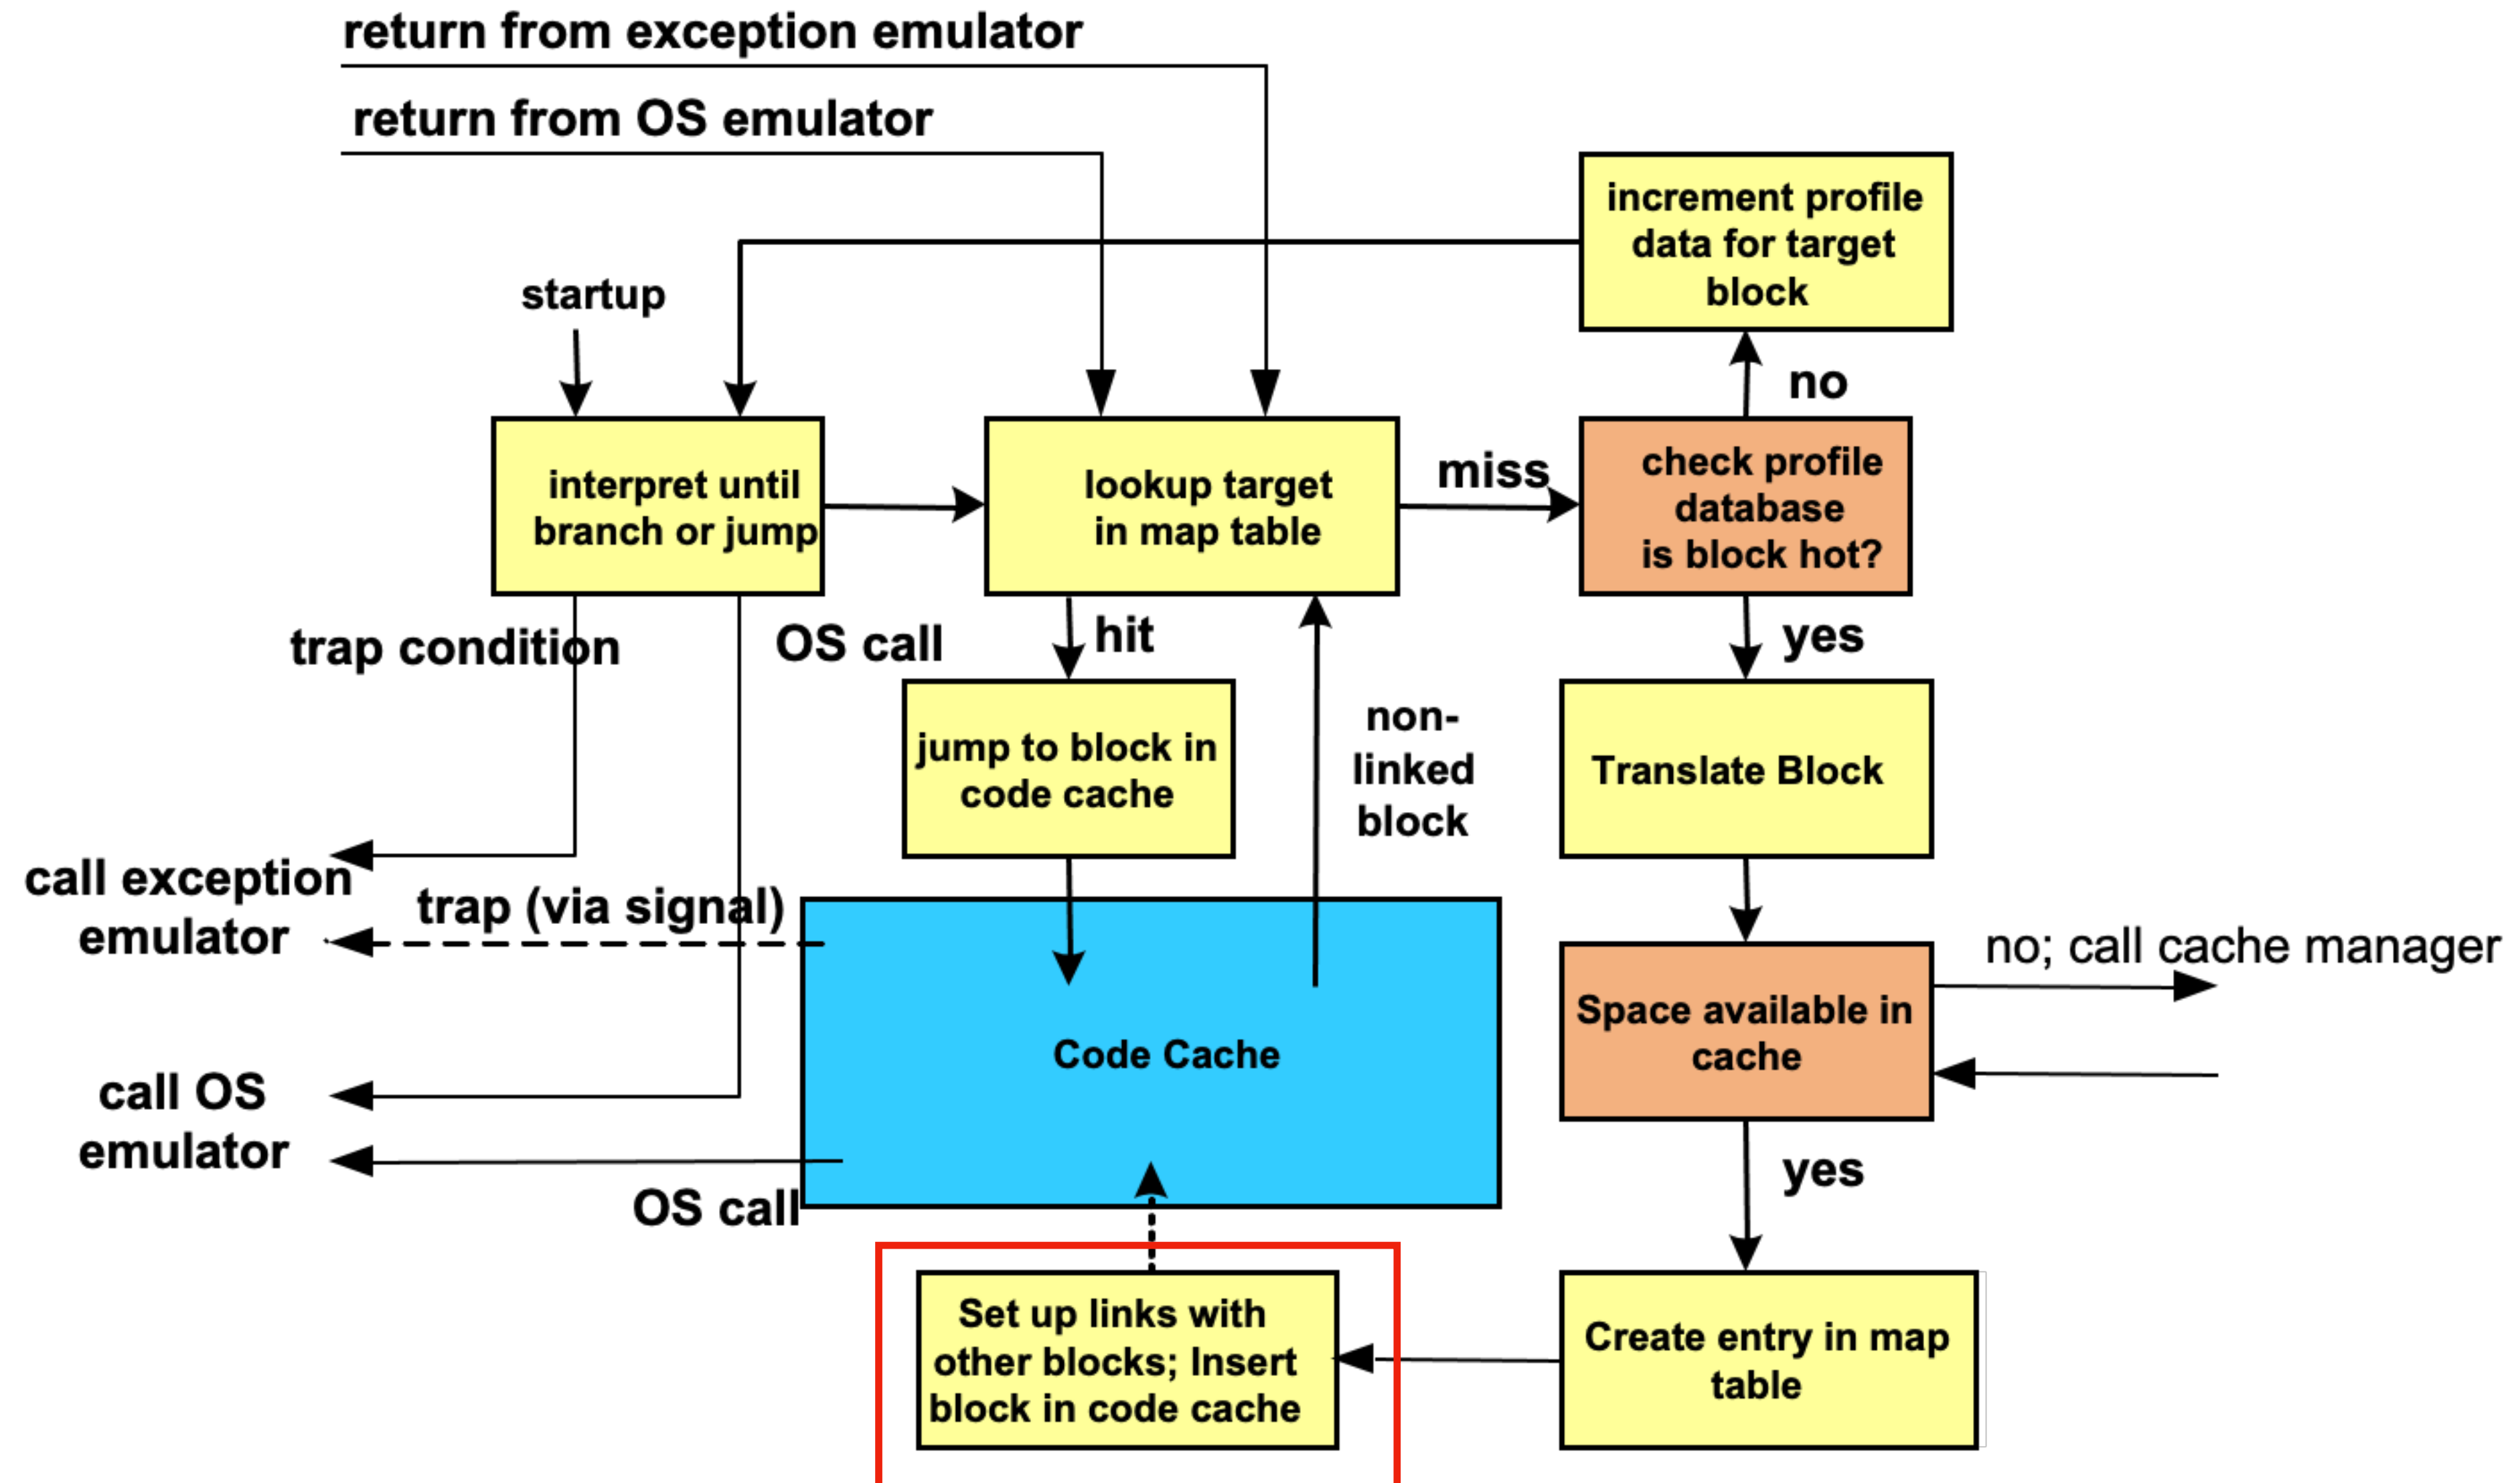 return from exception emulator
return from OS emulator
increment profile
data for target
block
startup
no
interpret until
branch or jump
lookup target
in map table
miss
check profile
database
is block hot?
trap condition
OS call
hit
yes
jump to block in
code cache
non-
linked
block
Translate Block
call exception
emulator
trap (via signal)
no; call cache manager
Space available in
cache
Code Cache
call OS
emulator
OS call
yes
Set up links with
other blocks; Insert
block in code cache
Create entry in map
table